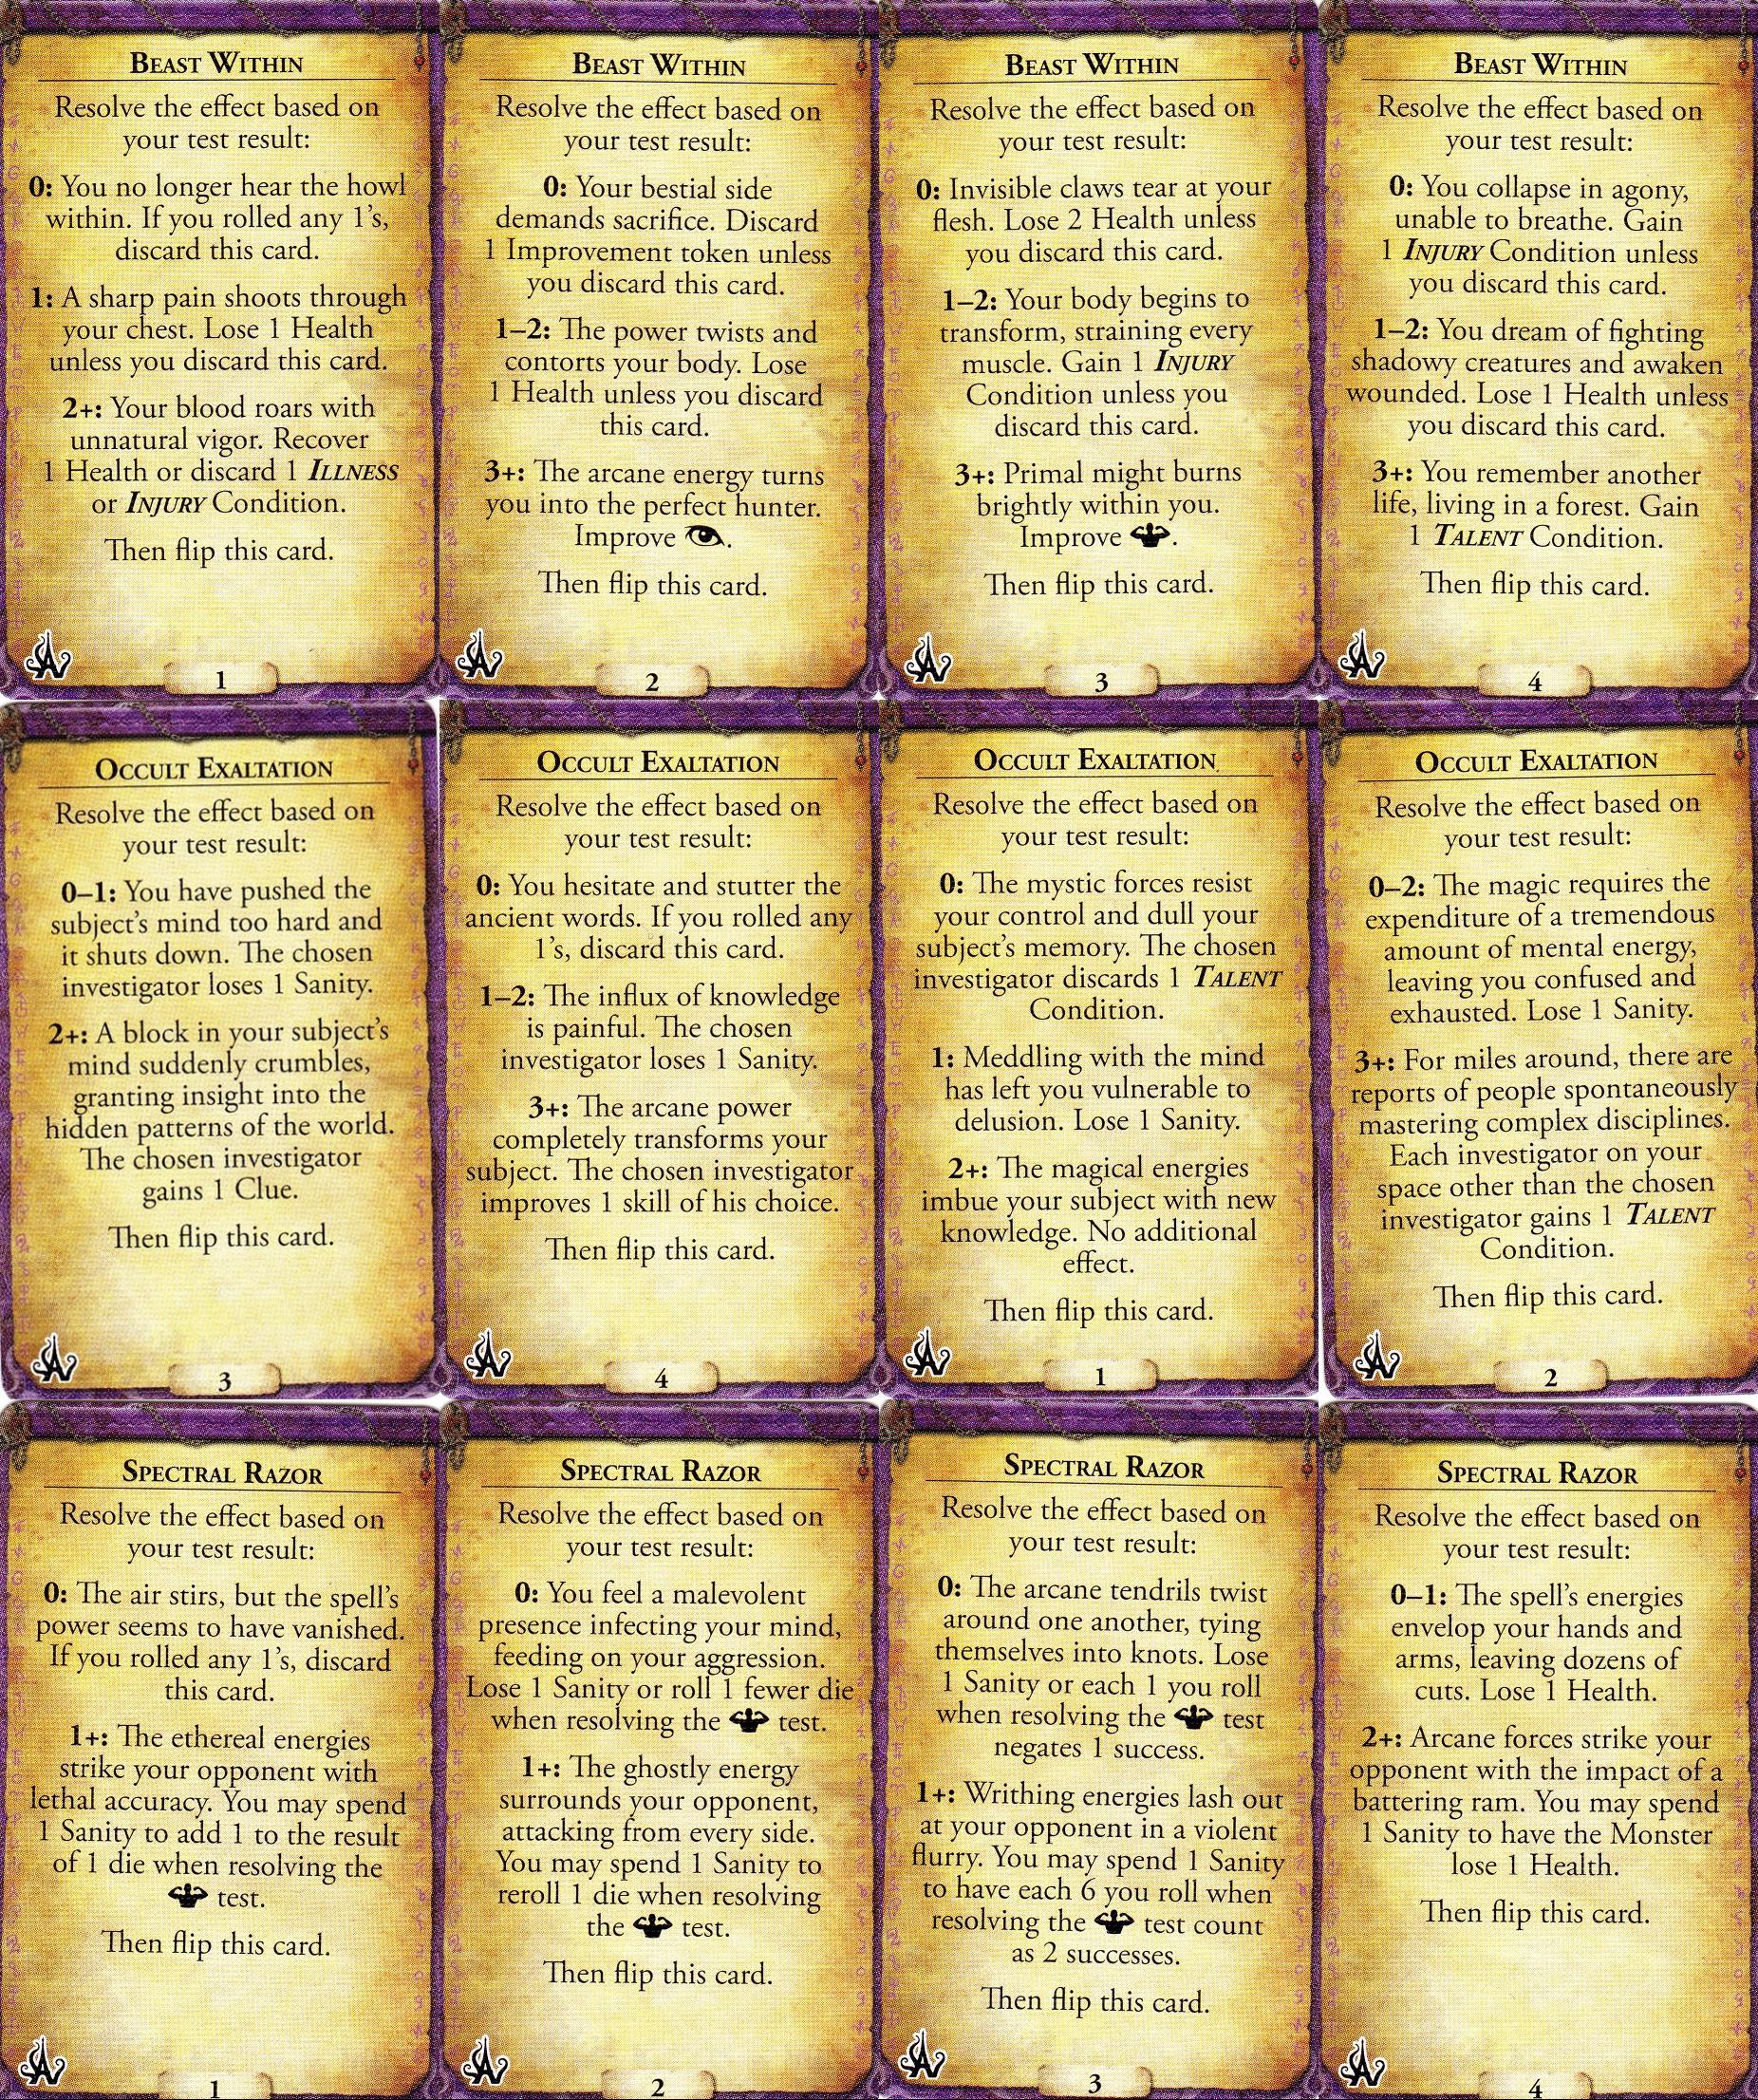 BEAST WITHIN
Resolve the effect based on
your test result:
0: You no longer hear the howl
within. If you rolled any 1's,
discard this card.
1: A sharp pain shoots through
your chest. Lose 1 Health
unless you discard this card.
2+: Your blood roars with
unnatural vigor. Recover
1 Health or discard 1 ILLNESS
or INJURY Condition.
Then flip this card.
1
BEAST WITHIN
Resolve the effect based on
your test result:
0: Your bestial side
demands sacrifice. Discard
1 Improvement token unless
you discard this card.
1–2: The power twists and
contorts your body. Lose
1 Health unless you discard
this card.
3+: The arcane energy turns
you into the perfect hunter.
Improve .
Then flip this card.
2
BEAST WITHIN
Resolve the effect based on
your test result:
0: Invisible claws tear at your
flesh. Lose 2 Health unless
you discard this card.
1–2: Your body begins to
transform, straining every
muscle. Gain 1 INJURY
Condition unless you
discard this card.
3+: Primal might burns
brightly within you.
Improve .
Then flip this card.
3
BEAST WITHIN
Resolve the effect based on
your test result:
0: You collapse in agony,
unable to breathe. Gain
1 INJURY Condition unless
you discard this card.
1–2: You dream of fighting
shadowy creatures and awaken
wounded. Lose 1 Health unless
you discard this card.
3+: You remember another
life, living in a forest. Gain
1 TALENT Condition.
Then flip this card.
4
OCCULT EXALTATION
Resolve the effect based on
your test result:
0–1: You have pushed the
subject's mind too hard and
it shuts down. The chosen
investigator loses 1 Sanity.
2+: A block in your subject's
mind suddenly crumbles,
granting insight into the
hidden patterns of the world.
The chosen investigator
gains 1 Clue.
Then flip this card.
3
OCCULT EXALTATION
Resolve the effect based on
your test result:
0: You hesitate and stutter the
ancient words. If you rolled any
1's, discard this card.
1–2: The influx of knowledge
is painful. The chosen
investigator loses 1 Sanity.
3+: The arcane power
completely transforms your
subject. The chosen investigator
improves 1 skill of his choice.
Then flip this card.
4
OCCULT EXALTATION
Resolve the effect based on
your test result:
0: The mystic forces resist
your control and dull your
subject's memory. The chosen
investigator discards 1 TALENT
Condition.
1: Meddling with the mind
has left you vulnerable to
delusion. Lose 1 Sanity.
2+: The magical energies
imbue your subject with new
knowledge. No additional
effect.
Then flip this card.
1
OCCULT EXALTATION
Resolve the effect based on
your test result:
0–2: The magic requires the
expenditure of a tremendous
amount of mental energy,
leaving you confused and
exhausted. Lose 1 Sanity.
3+: For miles around, there are
reports of people spontaneously
mastering complex disciplines.
Each investigator on your
space other than the chosen
investigator gains 1 TALENT
Condition.
Then flip this card.
2
SPECTRAL RAZOR
Resolve the effect based on
your test result:
0: The air stirs, but the spell's
power seems to have vanished.
If you rolled any 1's, discard
this card.
1+: The ethereal energies
strike your opponent with
lethal accuracy. You may spend
1 Sanity to add 1 to the result
of 1 die when resolving the
test.
Then flip this card.
1
SPECTRAL RAZOR
Resolve the effect based on
your test result:
0: You feel a malevolent
presence infecting your mind,
feeding on your aggression.
Lose 1 Sanity or roll 1 fewer die
when resolving the test.
1+: The ghostly energy
surrounds your opponent,
attacking from every side.
You may spend 1 Sanity to
reroll 1 die when resolving
the test.
Then flip this card.
2
SPECTRAL RAZOR
Resolve the effect based on
your test result:
0: The arcane tendrils twist
around one another, tying
themselves into knots. Lose
1 Sanity or each 1 you roll
when resolving the test
negates 1 success.
1+: Writhing energies lash out
at your opponent in a violent
flurry. You may spend 1 Sanity
to have each 6 you roll when
resolving the test count
as 2 successes.
Then flip this card.
3
SPECTRAL RAZOR
Resolve the effect based on
your test result:
0–1: The spell's energies
envelop your hands and
arms, leaving dozens of
cuts. Lose 1 Health.
2+: Arcane forces strike your
opponent with the impact of a
battering ram. You may spend
1 Sanity to have the Monster
lose 1 Health.
Then flip this card.
4